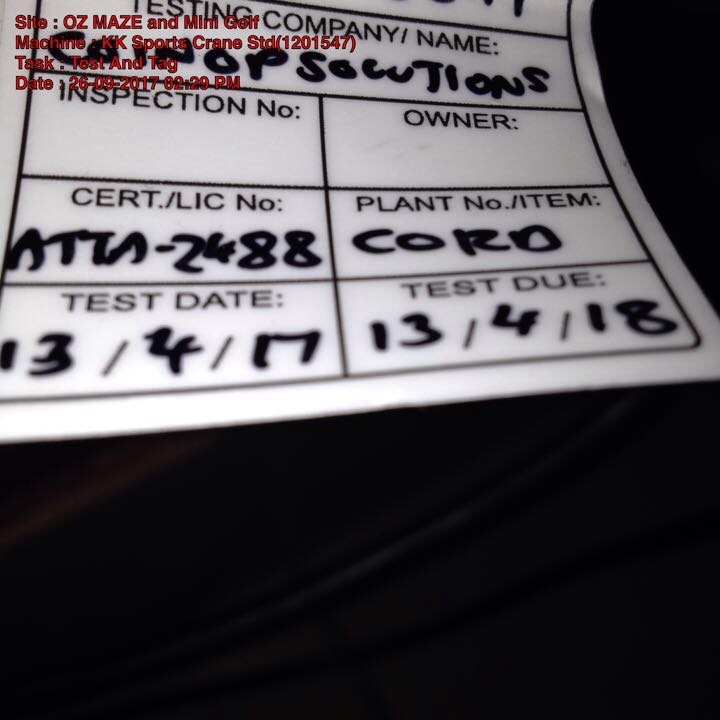 Site : OZ MAZE and Mini Golf
Machine : KK Sports Crane Std(1201547)
Task : Test And Tag
Date : 26-09-2017 02:29 PM
TESTING COMPANY/ NAME:
SOLUTIONS
INSPECTION No:
OWNER:
CERT./LIC No:
PLANT No./ITEM:
ATTA-2488
CORD
TEST DATE:
TEST DUE:
13/4/17
13/4/18